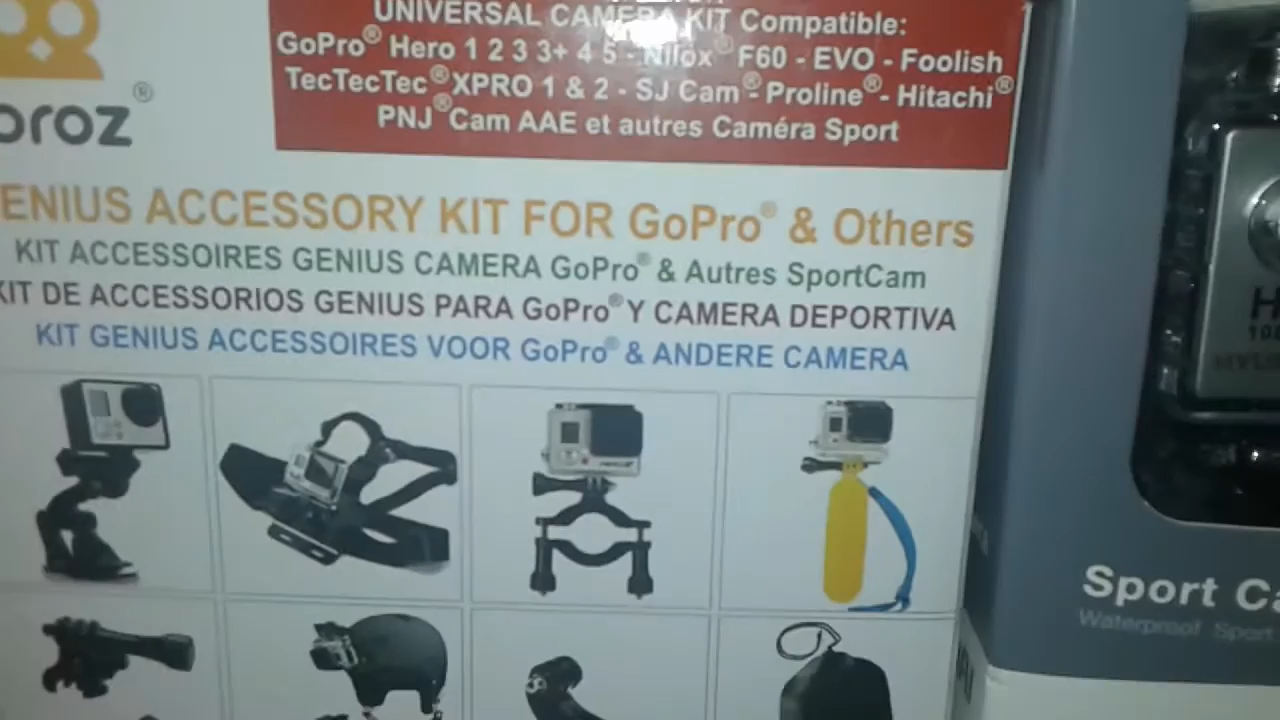 UNIVERSAL CAMERA KIT Compatible:
GoPro® Hero 1 2 3 3+ 4 5 - Nilox® F60 - EVO - Foolish
TecTecTec® XPRO 1 & 2 - SJ Cam® - Proline® - Hitachi®
PNJ® Cam AAE et autres Caméra Sport
oroz®
ENIUS ACCESSORY KIT FOR GoPro® & Others
KIT ACCESSOIRES GENIUS CAMERA GoPro® & Autres SportCam
KIT DE ACCESSORIOS GENIUS PARA GoPro® Y CAMERA DEPORTIVA
KIT GENIUS ACCESSOIRES VOOR GoPro® & ANDERE CAMERA
H
Sport Ca
Waterproof Sport